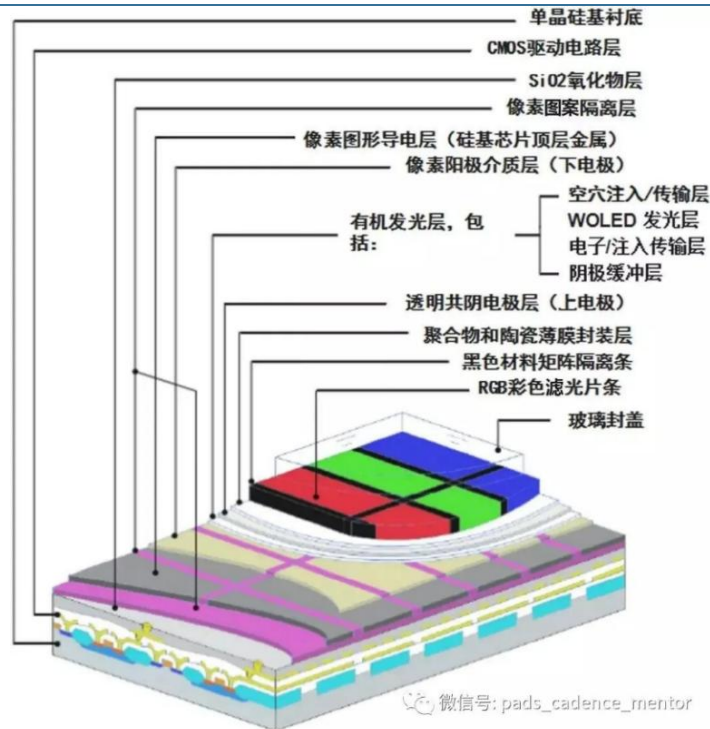 单晶硅基衬底
CMOS驱动电路层
SiO2氧化物层
像素图案隔离层
像素图形导电层（硅基芯片顶层金属）
像素阳极介质层（下电极）
空穴注入/传输层
有机发光层，包
括：
WOLED 发光层
电子/注入传输层
阴极缓冲层
透明共阴电极层（上电极）
聚合物和陶瓷薄膜封装层
黑色材料矩阵隔离条
RGB彩色滤光片条
玻璃封盖
微信号: pads_cadence_mentor